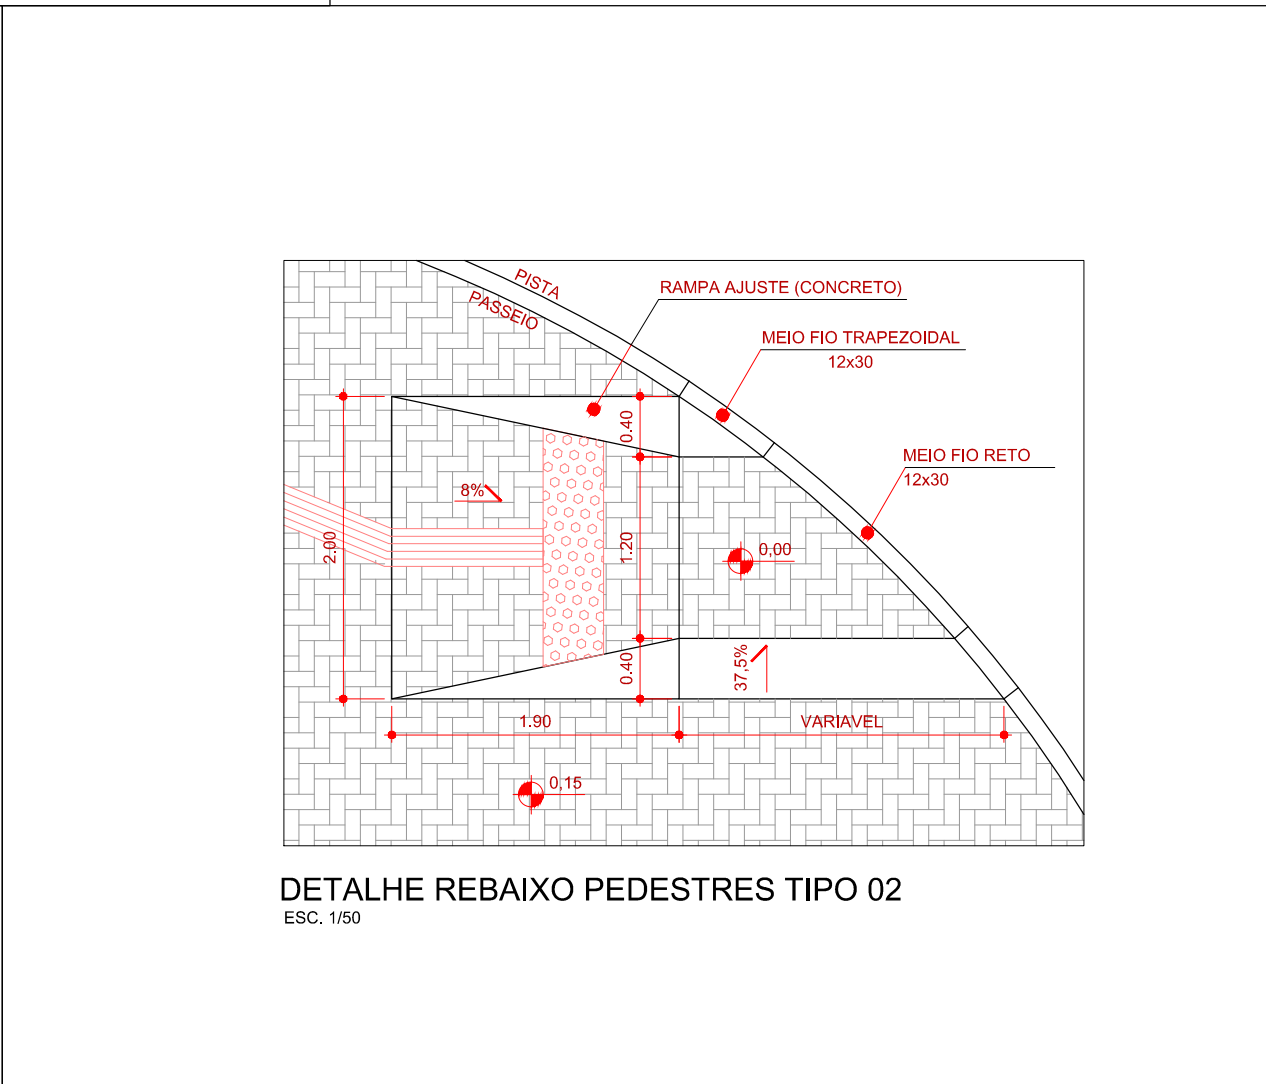 PISTA
PASSEIO
RAMPA AJUSTE (CONCRETO)
MEIO FIO TRAPEZOIDAL
12x30
MEIO FIO RETO
12x30
0.40
8%
2.00
1.20
0,00
0.40
37,5%
1.90
VARIAVEL
0,15
DETALHE REBAIXO PEDESTRES TIPO 02
ESC. 1/50